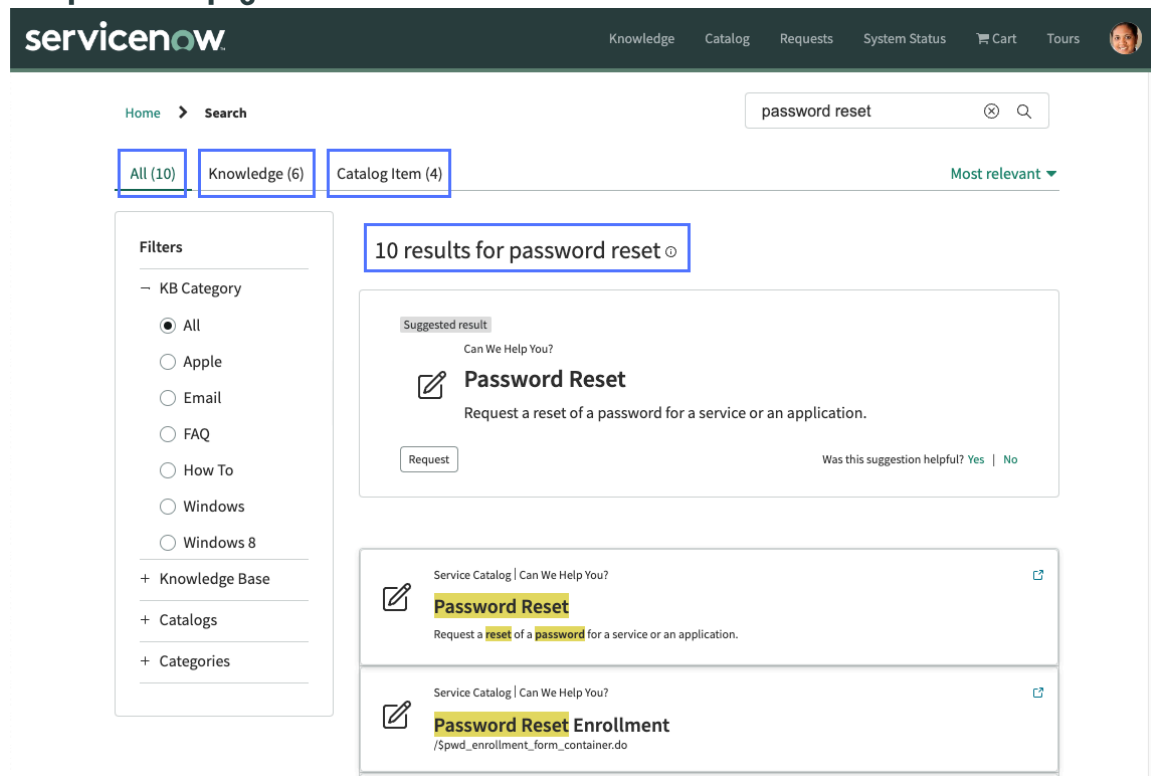 servicenow
Knowledge Catalog Requests System Status Cart Tours
Home > Search
password reset
All (10) Knowledge (6) Catalog Item (4)
Most relevant
Filters
KB Category
All
Apple
Email
FAQ
How To
Windows
Windows 8
+ Knowledge Base
+ Catalogs
+ Categories
10 results for password reset
Suggested result
Can We Help You?
Password Reset
Request a reset of a password for a service or an application.
Request
Was this suggestion helpful? Yes | No
Service Catalog | Can We Help You?
Password Reset
Request a reset of a password for a service or an application.
Service Catalog | Can We Help You?
Password Reset Enrollment
/$pwd_enrollment_form_container.do